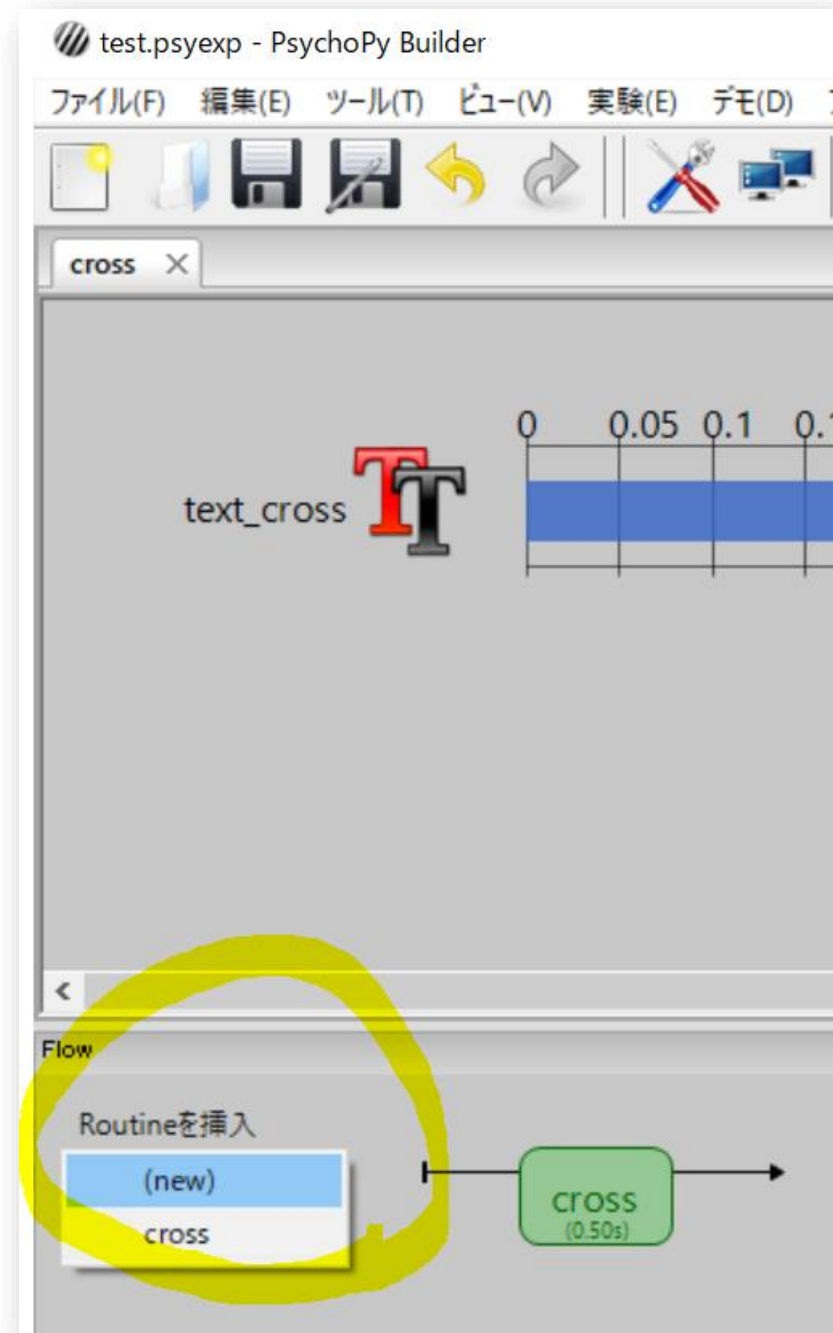 test.psyexp - PsychoPy Builder
ファイル(F) 編集(E) ツール(T) ビュー(V) 実験(E) デモ(D)
cross
0 0.05 0.1
text_cross
Flow
Routineを挿入
(new)
cross
cross
(0.50s)